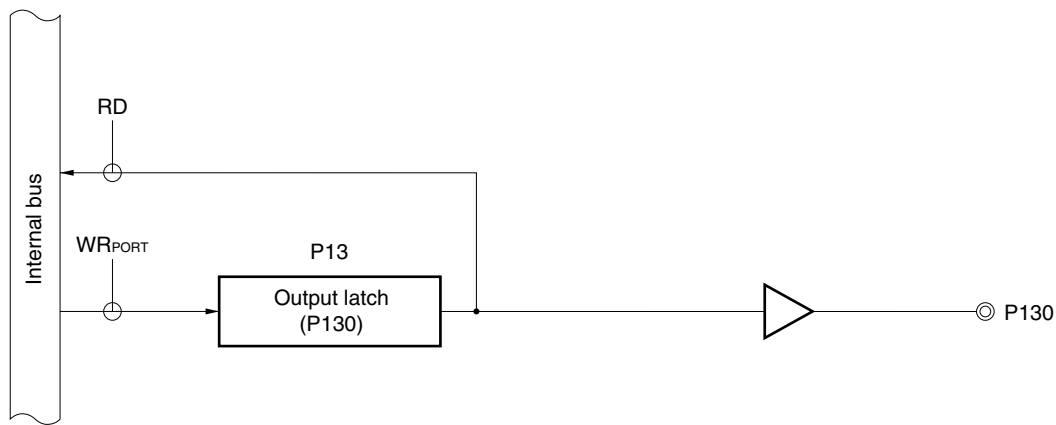 RD
Internal bus
WRPORT
P13
Output latch
(P130)
P130